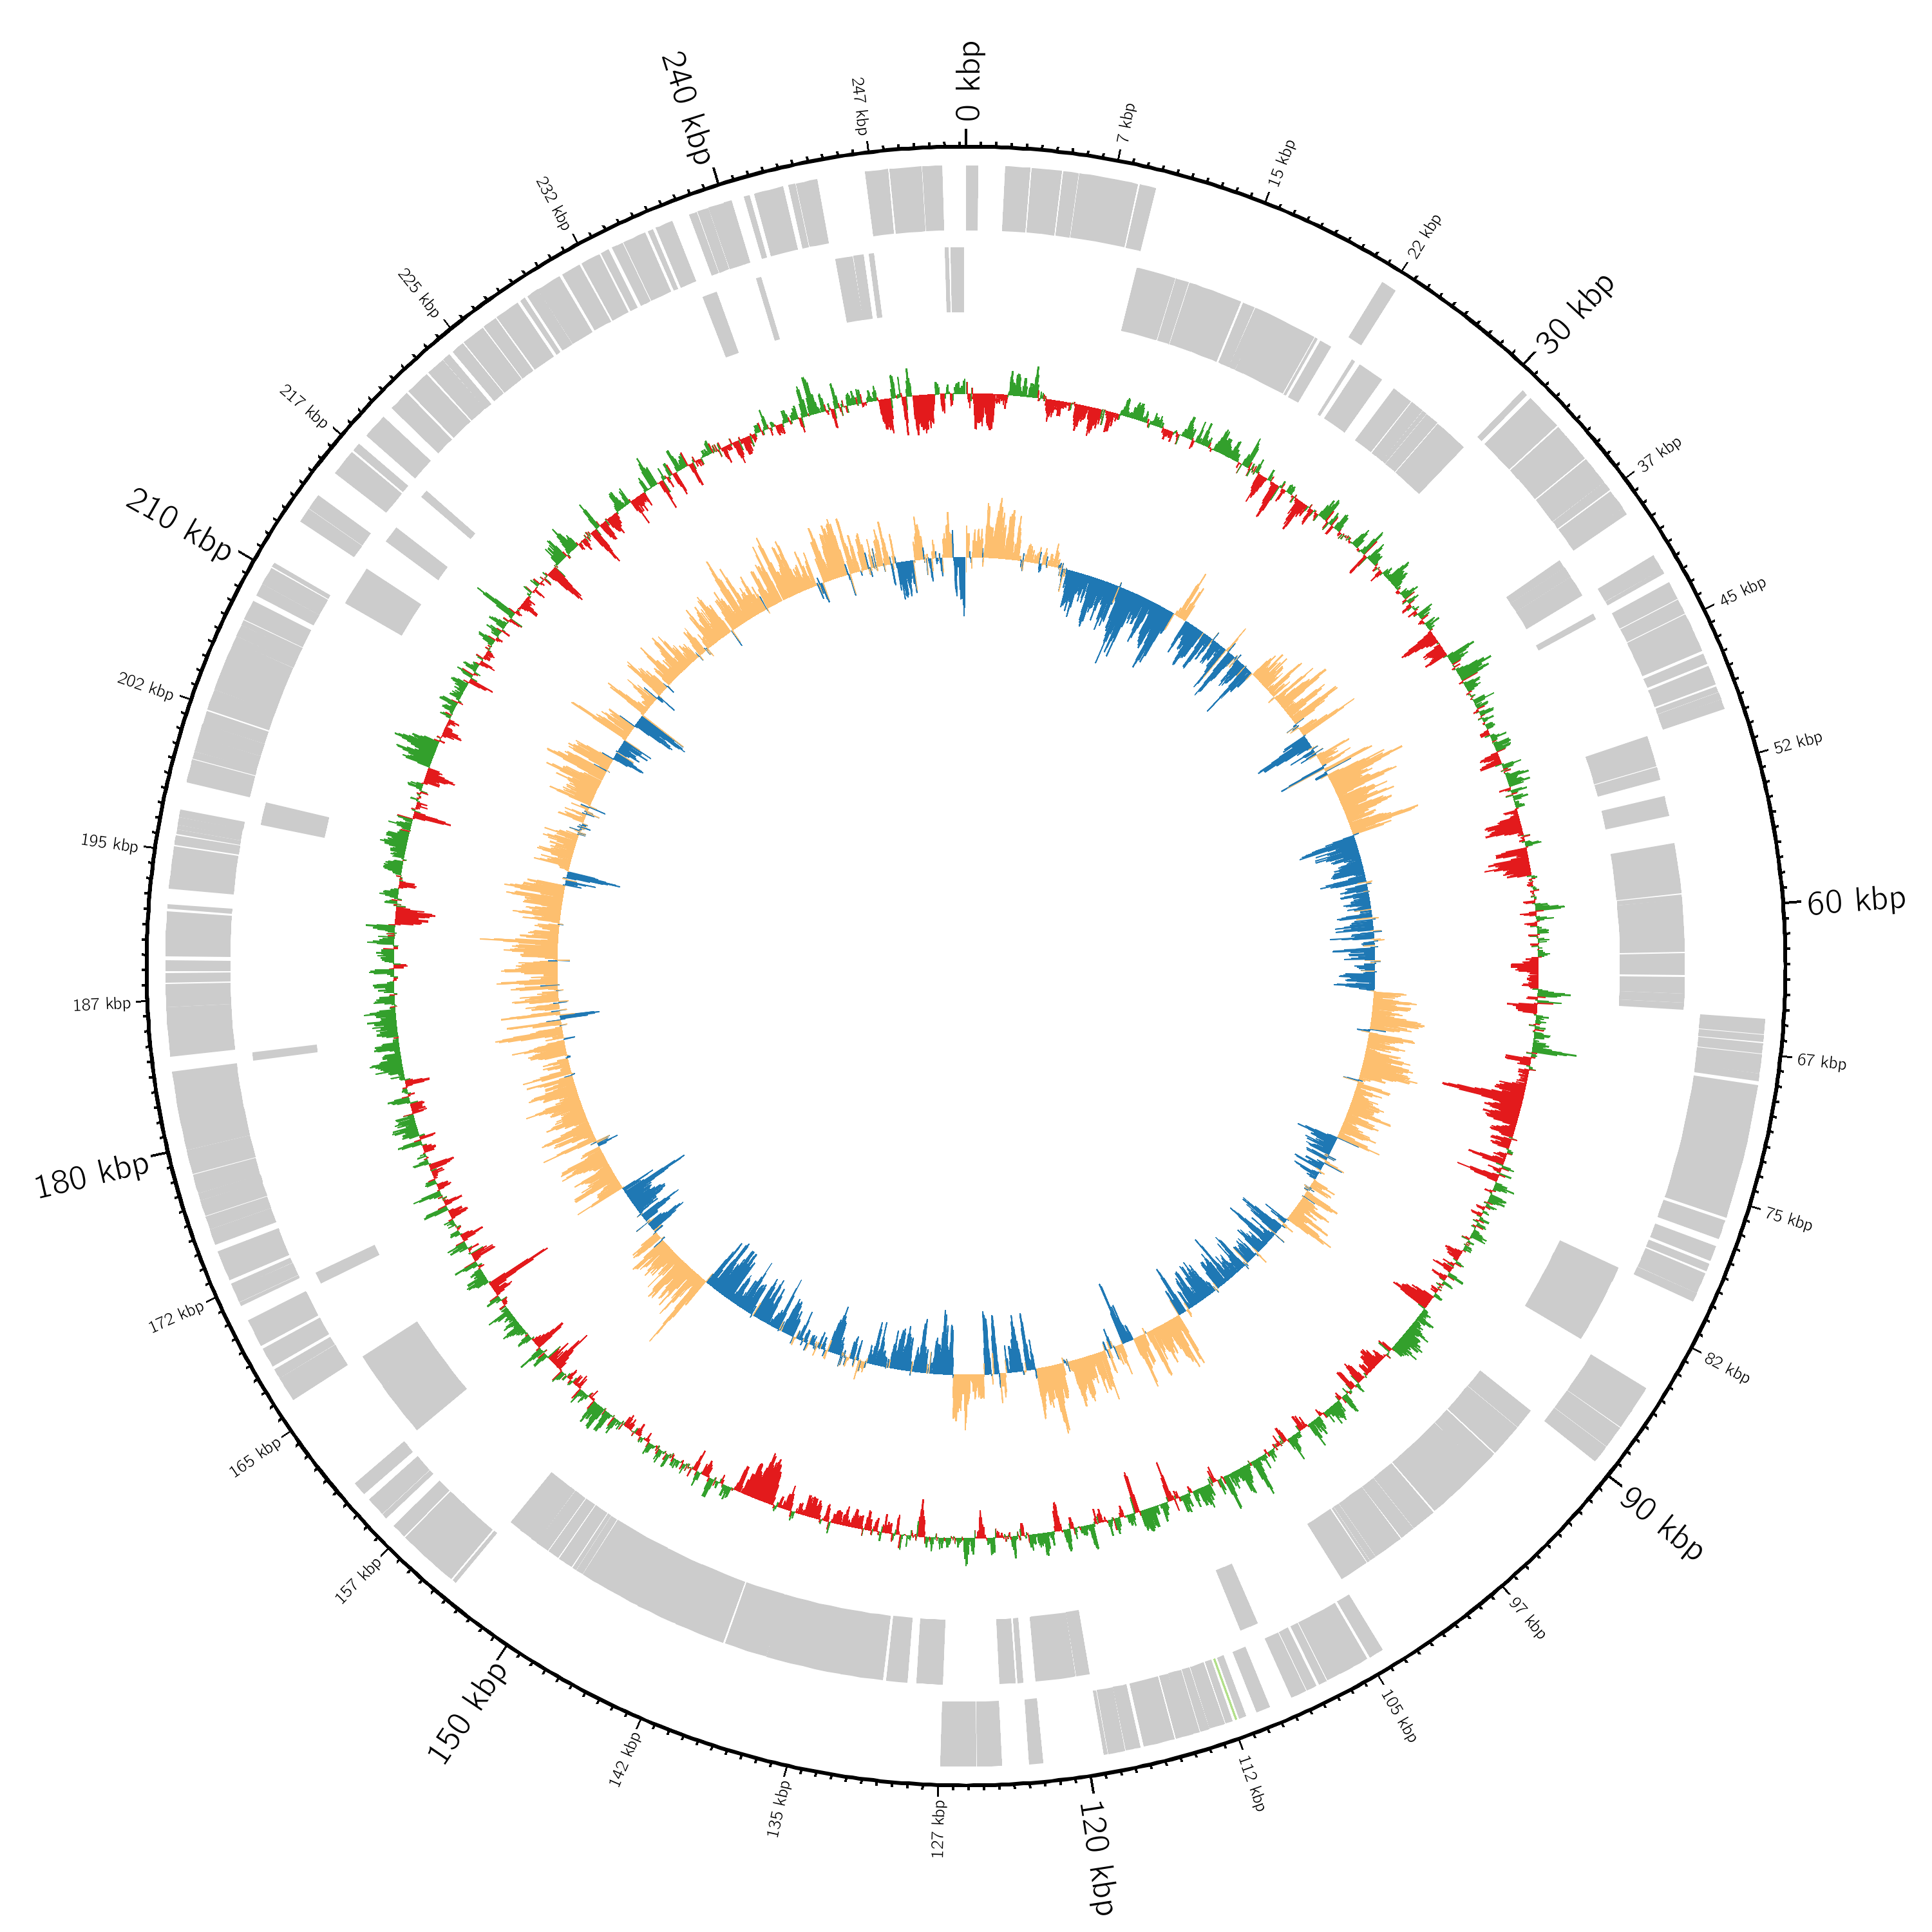 0 kbp
7 kbp
15 kbp
22 kbp
30 kbp
37 kbp
45 kbp
52 kbp
60 kbp
67 kbp
75 kbp
82 kbp
90 kbp
97 kbp
105 kbp
112 kbp
120 kbp
127 kbp
135 kbp
142 kbp
150 kbp
157 kbp
165 kbp
172 kbp
180 kbp
187 kbp
195 kbp
202 kbp
210 kbp
217 kbp
225 kbp
232 kbp
240 kbp
247 kbp